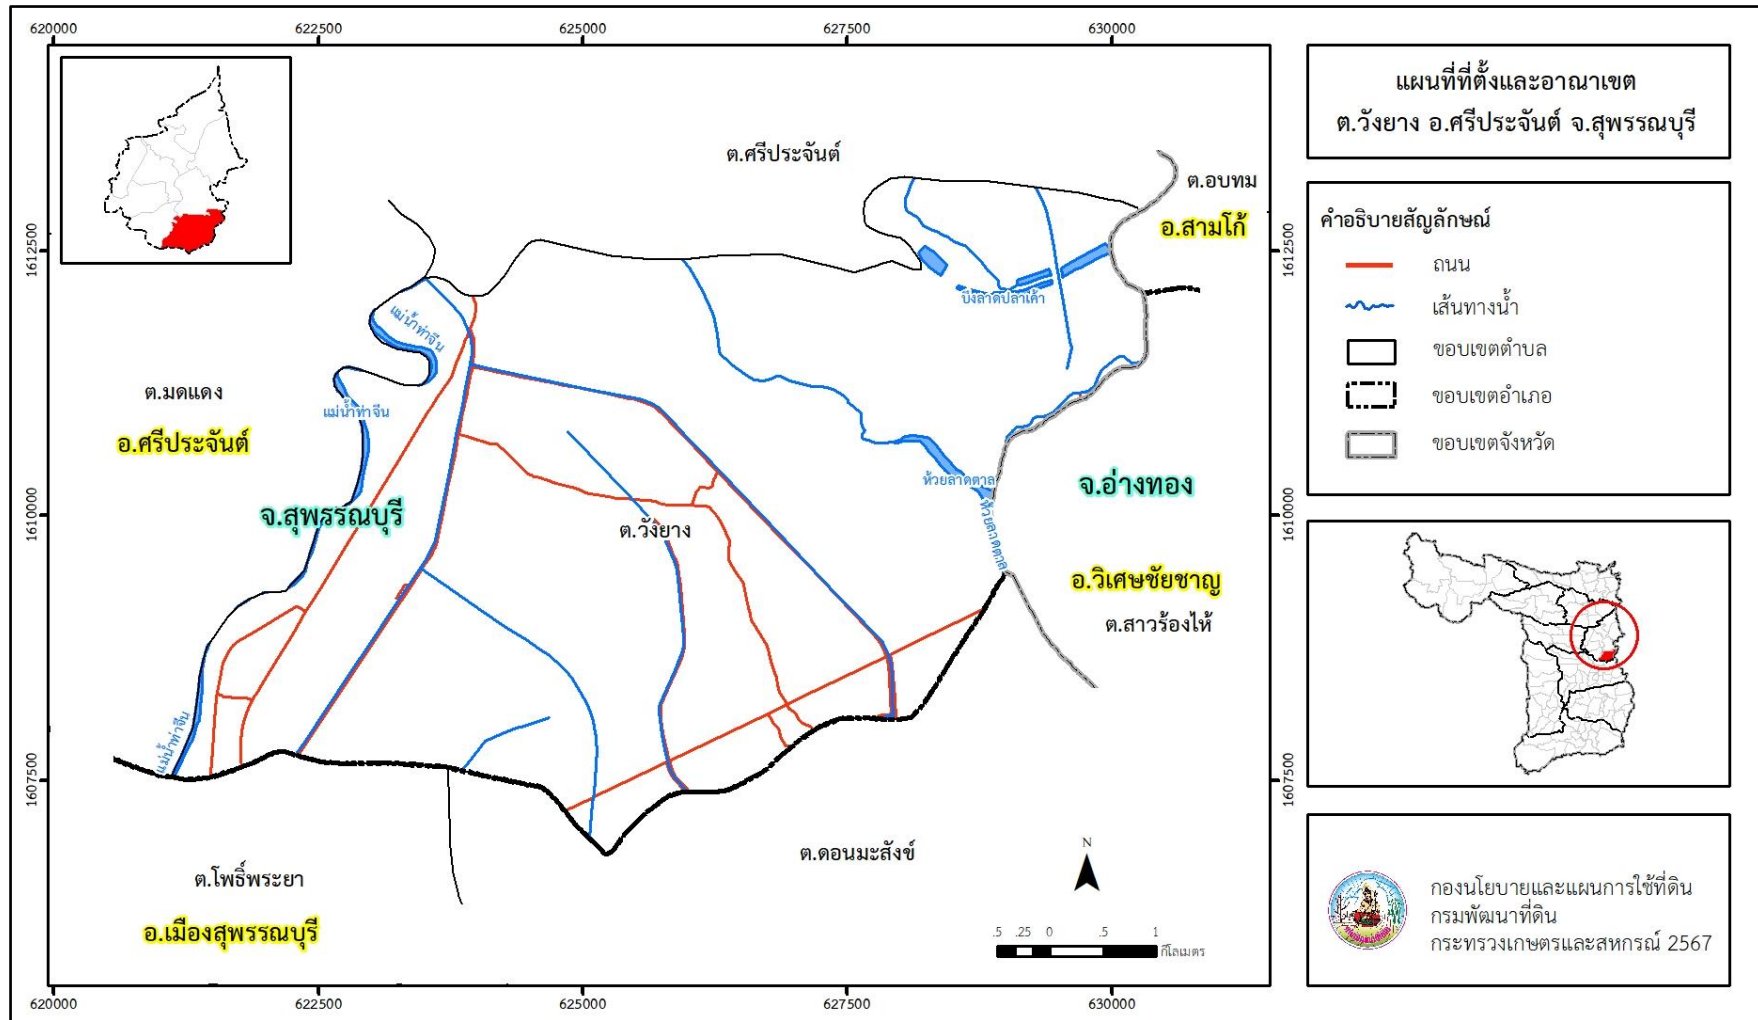 620000
622500
625000
627500
630000
แผนที่ที่ตั้งและอาณาเขต
ต.วังยาง อ.ศรีประจันต์ จ.สุพรรณบุรี
ต.ศรีประจันต์
ต.อบทม
อ.สามโก้
1612500
1612500
คำอธิบายสัญลักษณ์
ถนน
เส้นทางน้ำ
ขอบเขตตำบล
ขอบเขตอำเภอ
ขอบเขตจังหวัด
บึงลาดปลาเค้า
แม่น้ำท่าจีน
ต.มดแดง
แม่น้ำท่าจีน
อ.ศรีประจันต์
ห้วยลาดตาล
จ.อ่างทอง
จ.สุพรรณบุรี
1610000
1610000
ต.วังยาง
ห้วยลาดตาล
อ.วิเศษชัยชาญ
ต.สาวร้องไห้
แม่น้ำท่าจีน
1607500
1607500
ต.ดอนมะสังข์
N
ต.โพธิ์พระยา
อ.เมืองสุพรรณบุรี
.5 .25 0 .5 1
กิโลเมตร
กองนโยบายและแผนการใช้ที่ดิน
กรมพัฒนาที่ดิน
กระทรวงเกษตรและสหกรณ์ 2567
620000
622500
625000
627500
630000